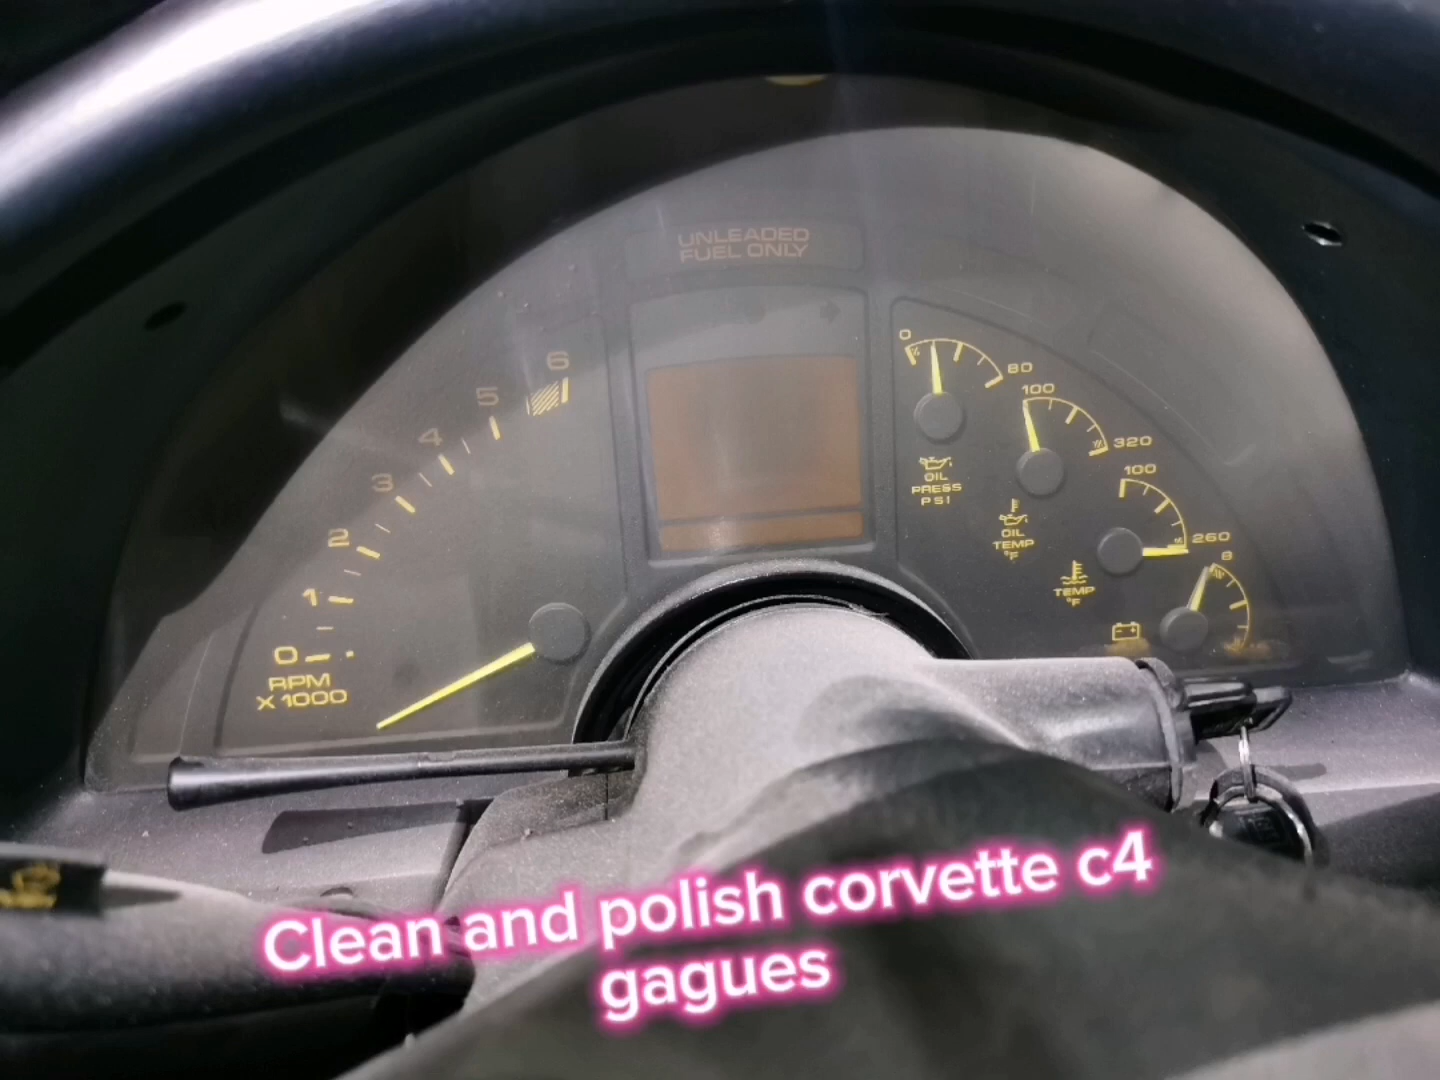 UNLEADED
FUEL ONLY
6
5
4
3
2
1
0
RPM
X 1000
0
80
OIL
PRESS
PSI
100
320
OIL
TEMP
°F
100
260
TEMP
°F
8
Clean and polish corvette c4
gagues